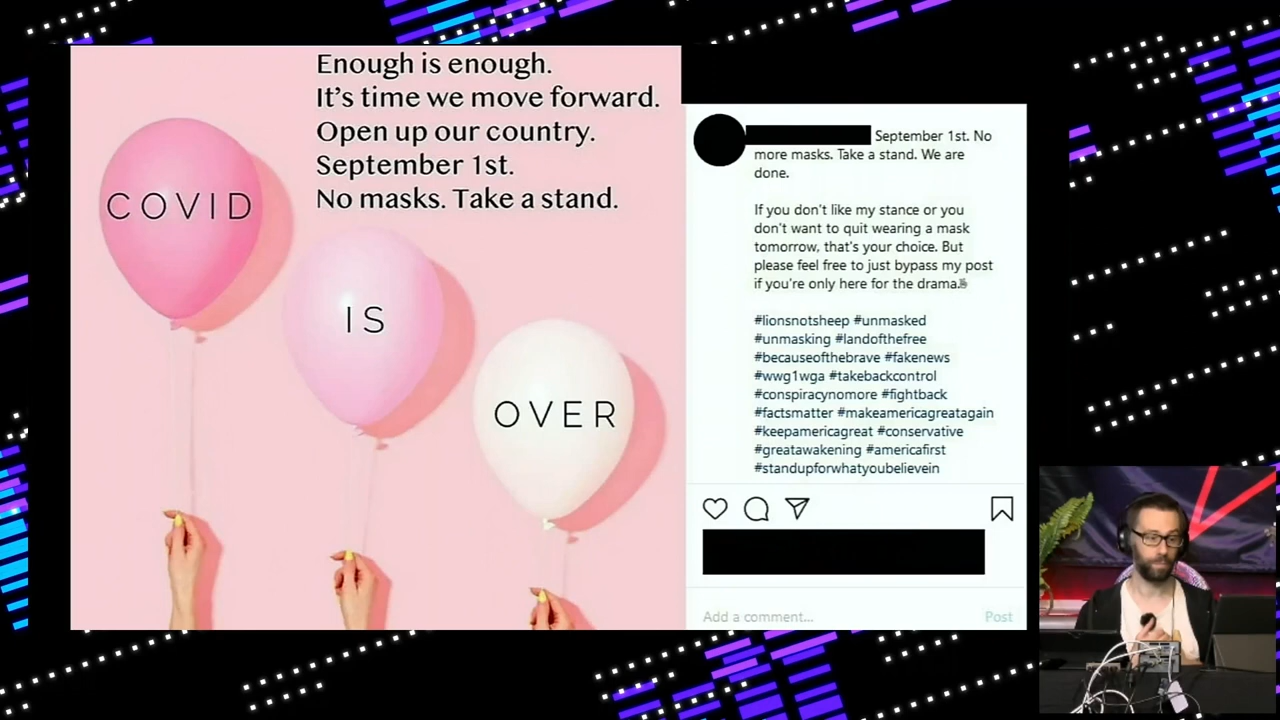 Enough is enough.
It's time we move forward.
Open up our country.
September 1st.
No masks. Take a stand.
COVID
IS
OVER
September 1st. No
more masks. Take a stand. We are
done.
If you don't like my stance or you
don't want to quit wearing a mask
tomorrow, that's your choice. But
please feel free to just bypass my post
if you're only here for the drama.
#lionsnotsheep #unmasked
#unmasking #landofthefree
#becauseofthebrave #fakenews
#wwg1wga #takebackcontrol
#conspiracynomore #fightback
#factsmatter #makeamericagreatagain
#keepamericagreat #conservative
#greatawakening #americafirst
#standupforwhatyoubelievein
Add a comment...
Post